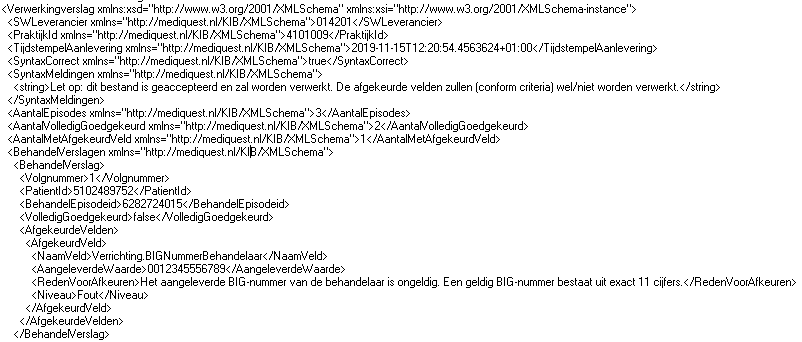 <Verwerkingverslag xmlns:xsd="http://www.w3.org/2001/XMLSchema" xmlns:xsi="http://www.w3.org/2001/XMLSchema-instance">
<SWLeverancier xmlns="http://mediquest.nl/KIB/XMLSchema">014201</SWLeverancier>
<PraktijkId xmlns="http://mediquest.nl/KIB/XMLSchema">4101009</PraktijkId>
<TijdstempelAanlevering xmlns="http://mediquest.nl/KIB/XMLSchema">2019-11-15T12:20:54.4563624+01:00</TijdstempelAanlevering>
<SyntaxCorrect xmlns="http://mediquest.nl/KIB/XMLSchema">true</SyntaxCorrect>
<SyntaxMeldingen xmlns="http://mediquest.nl/KIB/XMLSchema">
<string>Let op: dit bestand is geaccepteerd en zal worden verwerkt. De afgekeurde velden zullen (conform criteria) wel/niet worden verwerkt.</string>
</SyntaxMeldingen>
<AantalEpisodes xmlns="http://mediquest.nl/KIB/XMLSchema">3</AantalEpisodes>
<AantalVolledigGoedgekeurd xmlns="http://mediquest.nl/KIB/XMLSchema">2</AantalVolledigGoedgekeurd>
<AantalMetAfgekeurdVeld xmlns="http://mediquest.nl/KIB/XMLSchema">1</AantalMetAfgekeurdVeld>
<BehandelVerslagen xmlns="http://mediquest.nl/KIB/XMLSchema">
<BehandelVerslag>
<Volgnummer>1</Volgnummer>
<PatientId>5102489752</PatientId>
<BehandelEpisodeid>6282724015</BehandelEpisodeid>
<VolledigGoedgekeurd>false</VolledigGoedgekeurd>
<AfgekeurdeVelden>
<AfgekeurdVeld>
<NaamVeld>Verrichting.BIGNummerBehandelaar</NaamVeld>
<AangeleverdeWaarde>0012345556789</AangeleverdeWaarde>
<RedenVoorAfkeuren>Het aangeleverde BIG-nummer van de behandelaar is ongeldig. Een geldig BIG-nummer bestaat uit exact 11 cijfers.</RedenVoorAfkeuren>
<Niveau>Fout</Niveau>
</AfgekeurdVeld>
</AfgekeurdeVelden>
</BehandelVerslag>